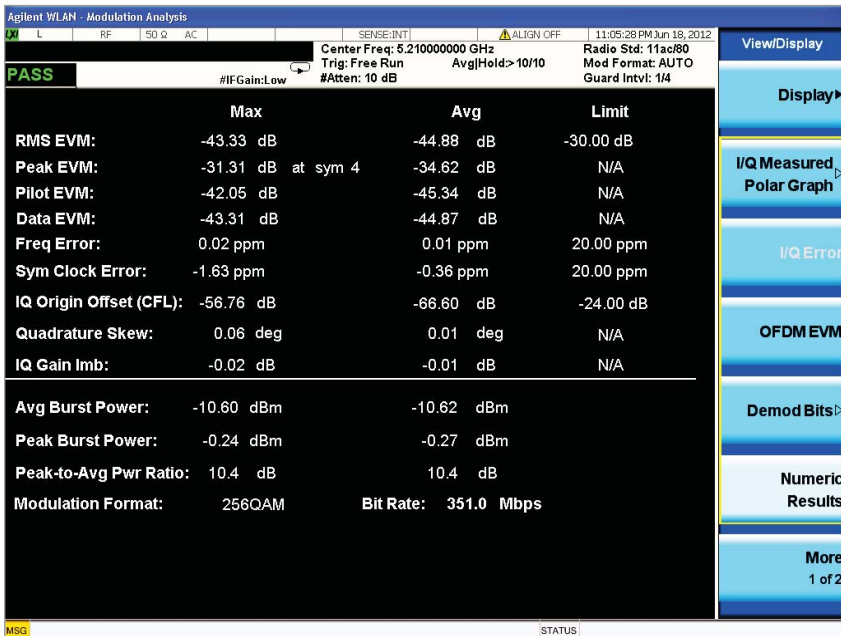 Agilent WLAN - Modulation Analysis
LXI L RF 50 Ω AC SENSE:INT ALIGN OFF 11:05:28 PM Jun 18, 2012
Center Freq: 5.210000000 GHz Radio Std: 11ac/80
Trig: Free Run Avg|Hold:>10/10 Mod Format: AUTO
PASS #IFGain:Low #Atten: 10 dB Guard Intvl: 1/4
Max Avg Limit
RMS EVM: -43.33 dB -44.88 dB -30.00 dB
Peak EVM: -31.31 dB at sym 4 -34.62 dB N/A
Pilot EVM: -42.05 dB -45.34 dB N/A
Data EVM: -43.31 dB -44.87 dB N/A
Freq Error: 0.02 ppm 0.01 ppm 20.00 ppm
Sym Clock Error: -1.63 ppm -0.36 ppm 20.00 ppm
IQ Origin Offset (CFL): -56.76 dB -66.60 dB -24.00 dB
Quadrature Skew: 0.06 deg 0.01 deg N/A
IQ Gain Imb: -0.02 dB -0.01 dB N/A
Avg Burst Power: -10.60 dBm -10.62 dBm
Peak Burst Power: -0.24 dBm -0.27 dBm
Peak-to-Avg Pwr Ratio: 10.4 dB 10.4 dB
Modulation Format: 256QAM Bit Rate: 351.0 Mbps
View/Display
Display
I/Q Measured
Polar Graph
I/Q Error
OFDM EVM
Demod Bits
Numeric
Results
More
1 of 2
MSG STATUS